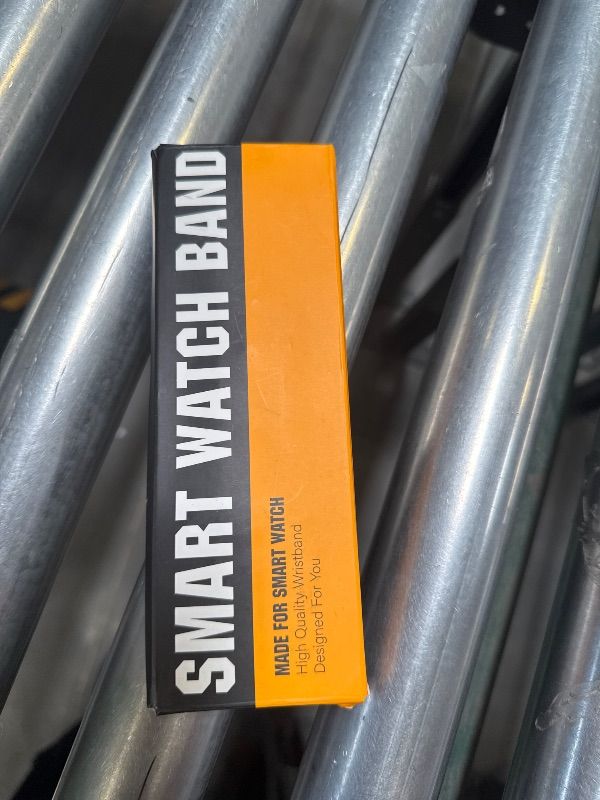 SMART WATCH BAND
MADE FOR SMART WATCH
High Quality Wristband
Designed For You